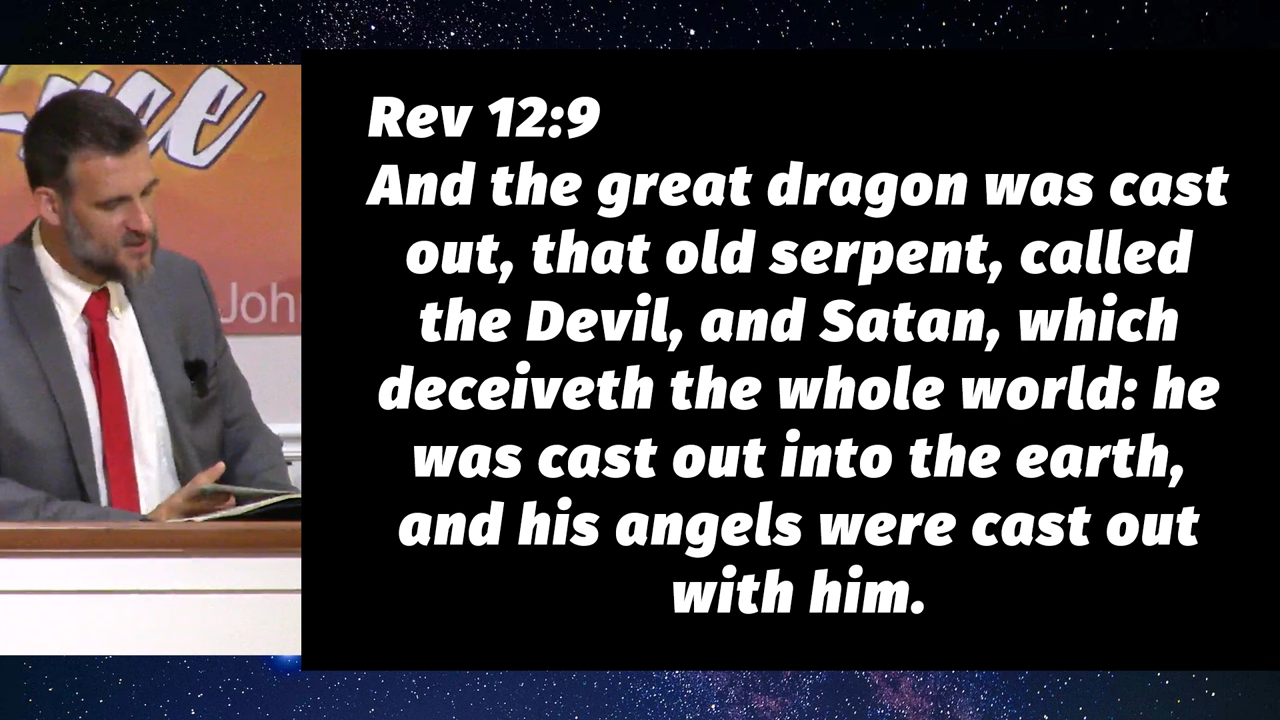 Rev 12:9
And the great dragon was cast
out, that old serpent, called
the Devil, and Satan, which
deceiveth the whole world: he
was cast out into the earth,
and his angels were cast out
with him.